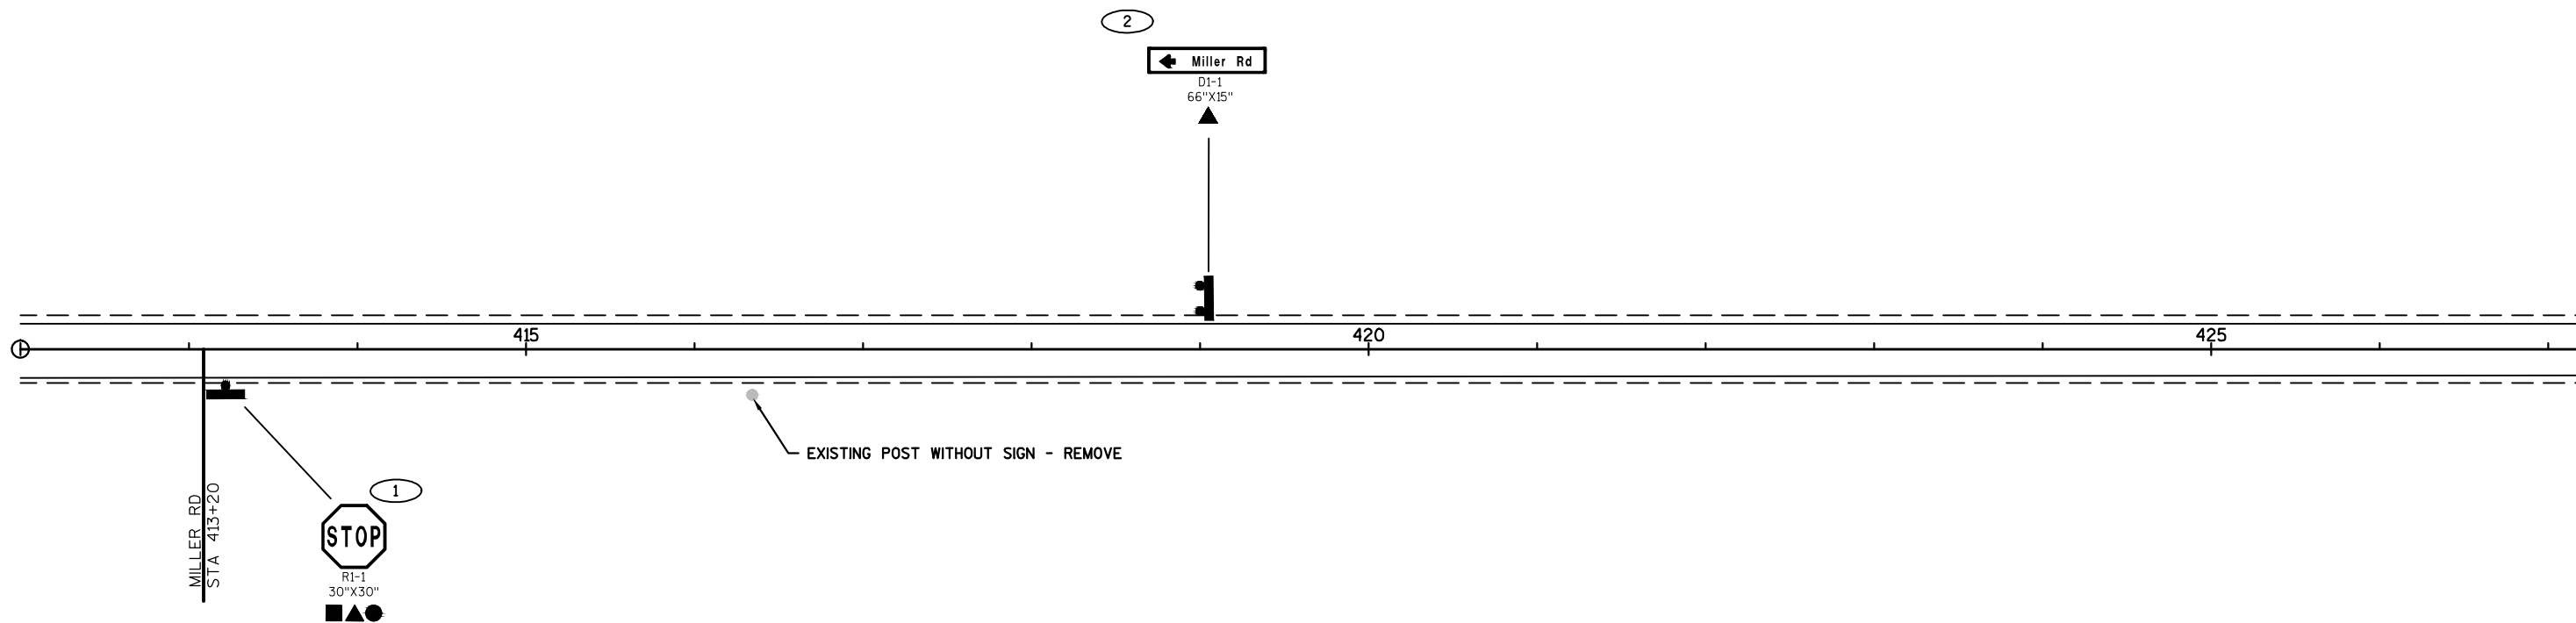 2
Miller Rd
D1-1
66"X15"
415
420
425
EXISTING POST WITHOUT SIGN - REMOVE
MILLER RD
STA 413+20
1
STOP
R1-1
30"X30"